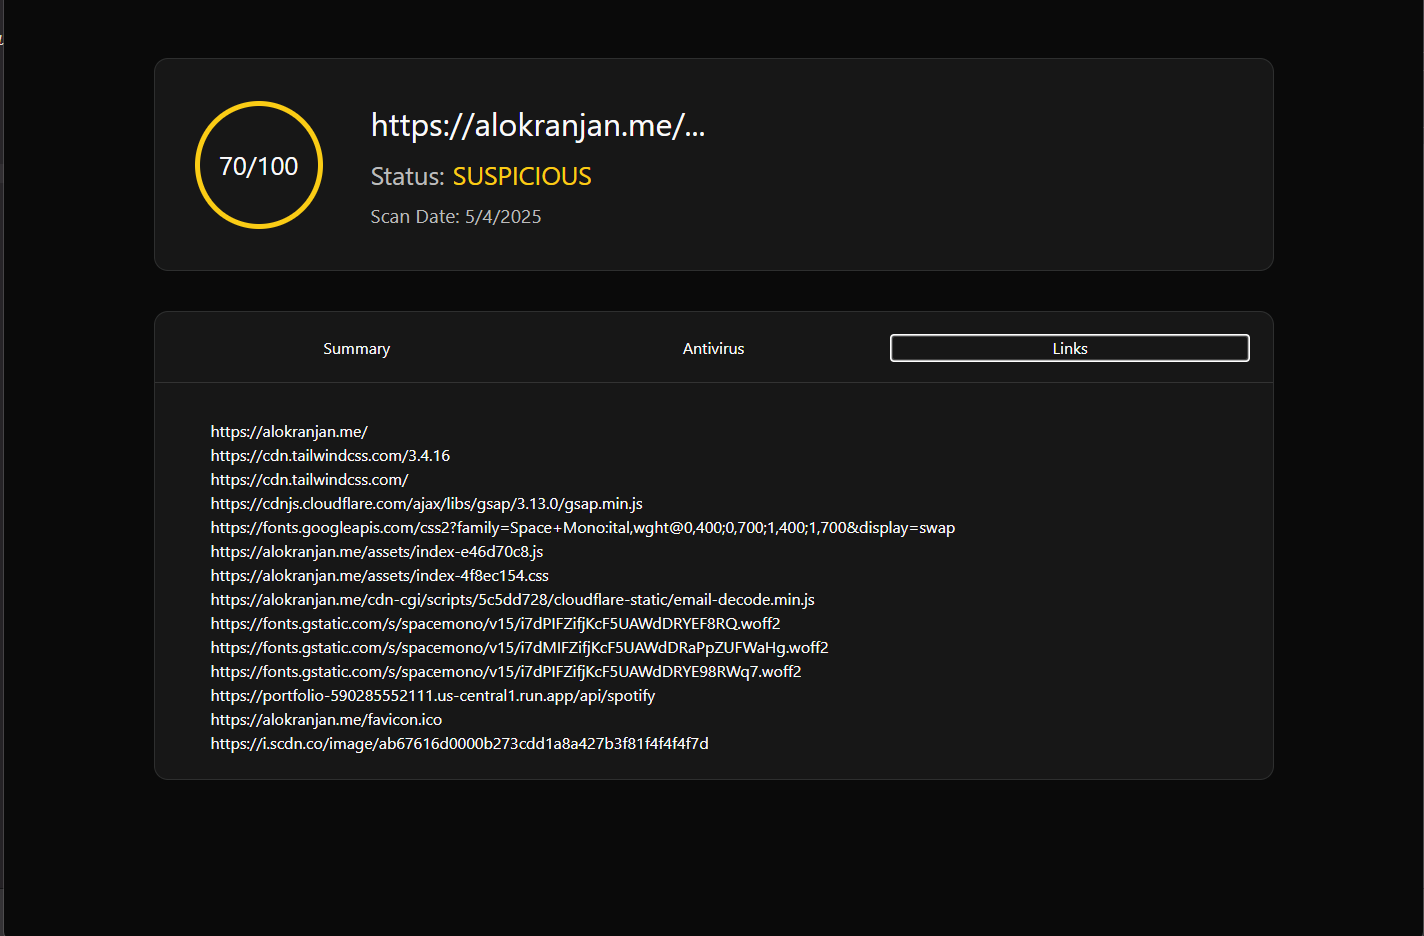 70/100
https://alokranjan.me/...
Status: SUSPICIOUS
Scan Date: 5/4/2025
Summary
Antivirus
Links
https://alokranjan.me/
https://cdn.tailwindcss.com/3.4.16
https://cdn.tailwindcss.com/
https://cdnjs.cloudflare.com/ajax/libs/gsap/3.13.0/gsap.min.js
https://fonts.googleapis.com/css2?family=Space+Mono:ital,wght@0,400;0,700;1,400;1,700&display=swap
https://alokranjan.me/assets/index-e46d70c8.js
https://alokranjan.me/assets/index-4f8ec154.css
https://alokranjan.me/cdn-cgi/scripts/5c5dd728/cloudflare-static/email-decode.min.js
https://fonts.gstatic.com/s/spacemono/v15/i7dPIFZifjKcF5UAWdDRYEF8RQ.woff2
https://fonts.gstatic.com/s/spacemono/v15/i7dMIFZifjKcF5UAWdDRaPpZUFWaHg.woff2
https://fonts.gstatic.com/s/spacemono/v15/i7dPIFZifjKcF5UAWdDRYE98RWq7.woff2
https://portfolio-590285552111.us-central1.run.app/api/spotify
https://alokranjan.me/favicon.ico
https://i.scdn.co/image/ab67616d0000b273cdd1a8a427b3f81f4f4f4f7d